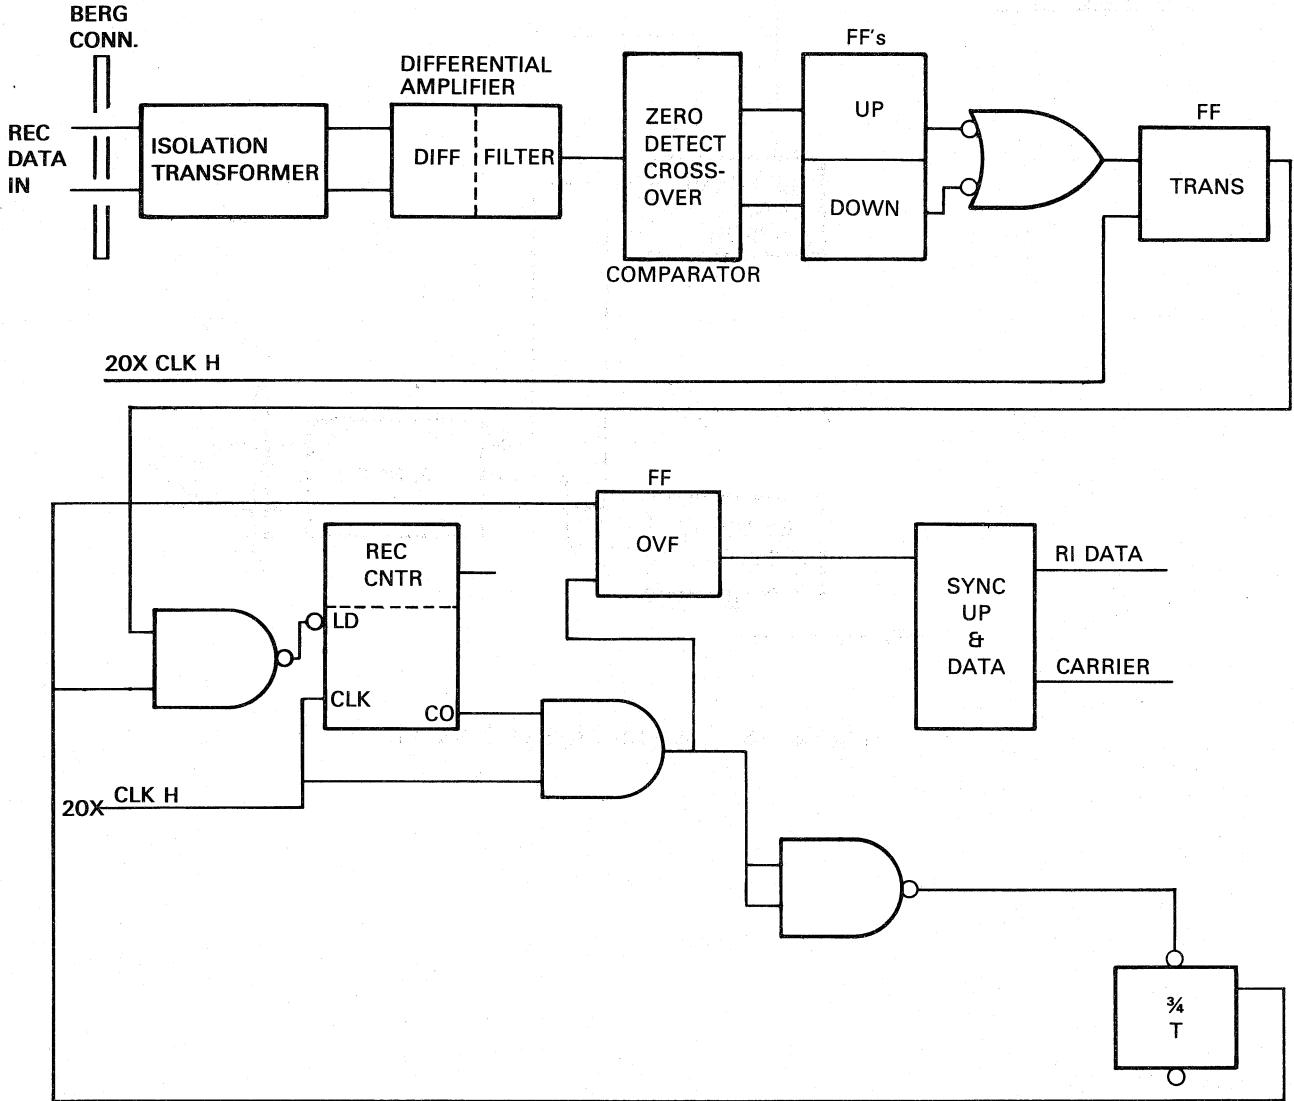 BERG
CONN.
REC
DATA
IN
ISOLATION
TRANSFORMER
DIFFERENTIAL
AMPLIFIER
DIFF
FILTER
ZERO
DETECT
CROSS-
OVER
COMPARATOR
FF's
UP
DOWN
FF
TRANS
20X CLK H
FF
OVF
REC
CNTR
LD
CLK
CO
20X CLK H
SYNC
UP
&
DATA
RI DATA
CARRIER
¾
T